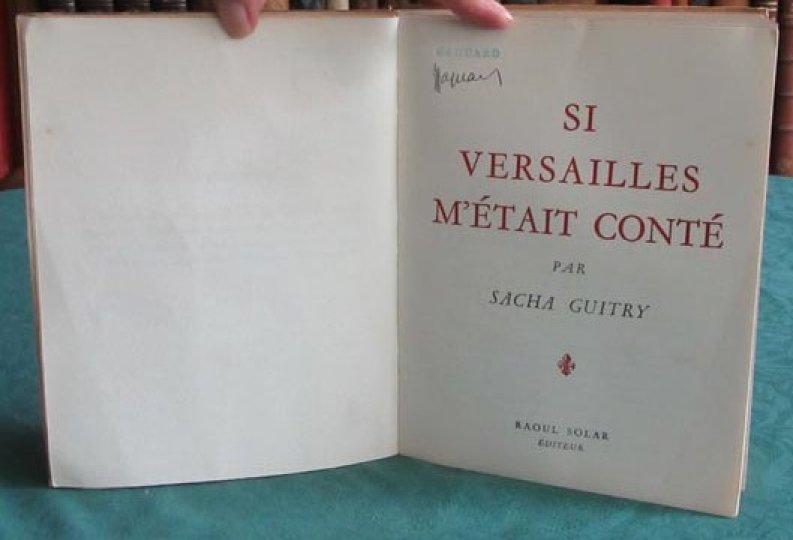 SI
VERSAILLES
M'ÉTAIT CONTÉ
PAR
SACHA GUITRY
RAOUL SOLAR
ÉDITEUR